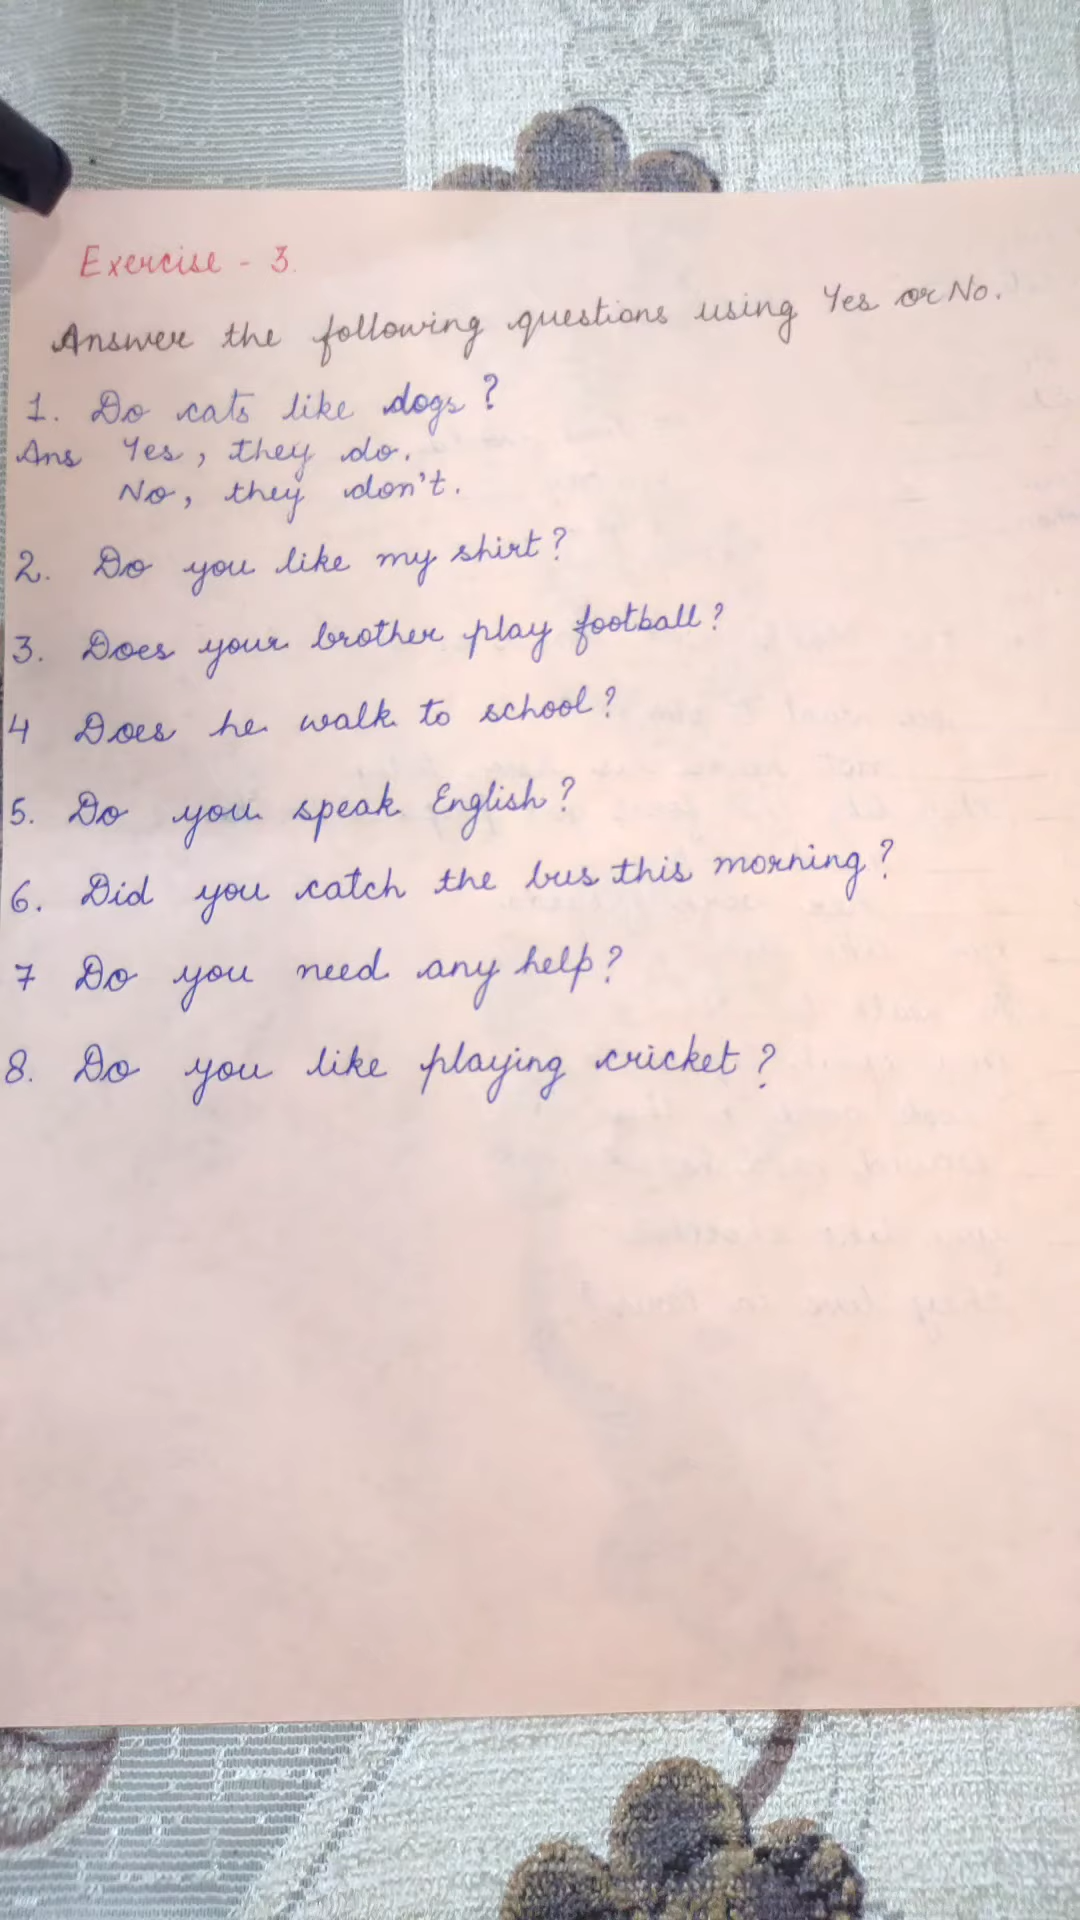 Exercise - 3.
Answer the following questions using Yes or No.
1. Do cats like dogs?
Ans Yes, they do.
No, they don't.
2. Do you like my shirt?
3. Does your brother play football?
4 Does he walk to school?
5. Do you speak English?
6. Did you catch the bus this morning?
7 Do you need any help?
8. Do you like playing cricket?